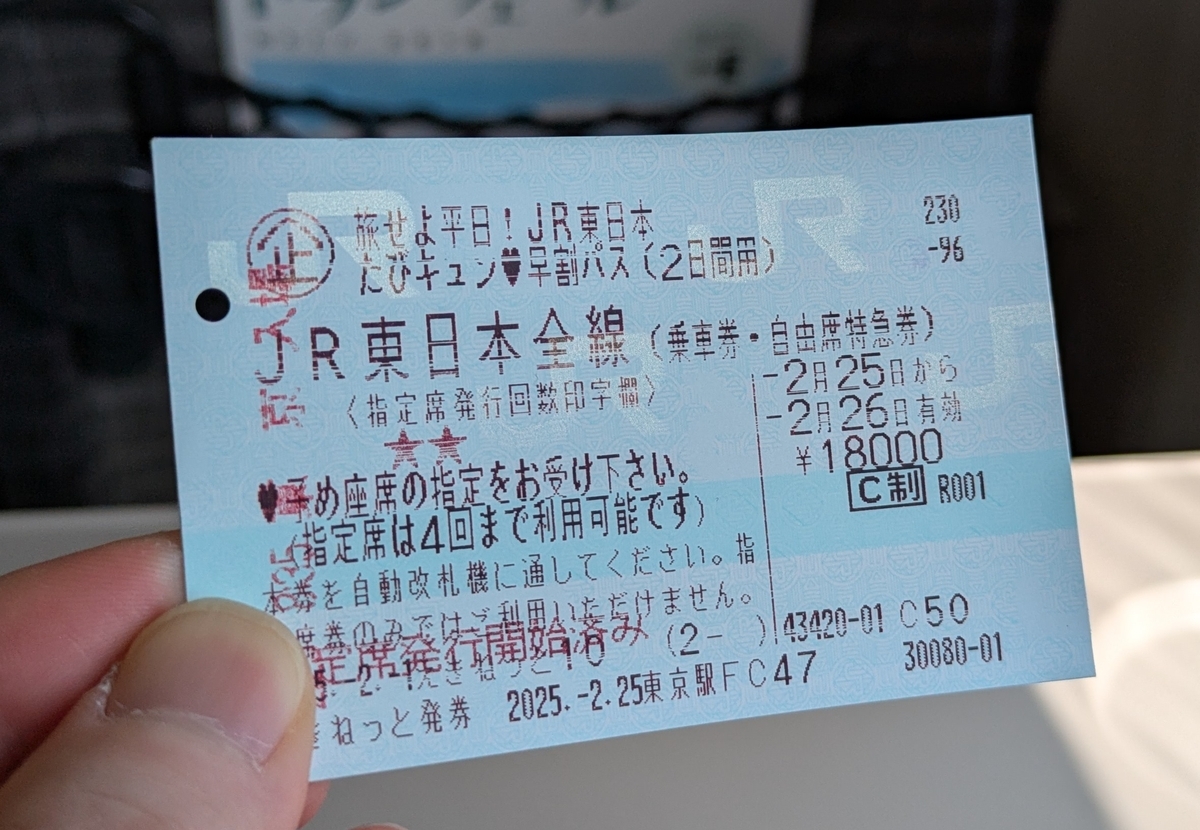 企 旅せよ平日！JR東日本
たびキュン♥早割パス（2日間用）
230
-96
JR東日本全線（乗車券・自由席特急券）
〈指定席発行回数印字欄〉
★★
-2月25日から
-2月26日有効
￥18000
C制 R001
♥予め座席の指定をお受け下さい。
（指定席は4回まで利用可能です）
本券を自動改札機に通してください。指
席券のみではご利用いただけません。
定席発行開始済み
（2- ）
43420-01 C50
ねっと発券 2025.-2.25東京駅FC47
30080-01
入場
京